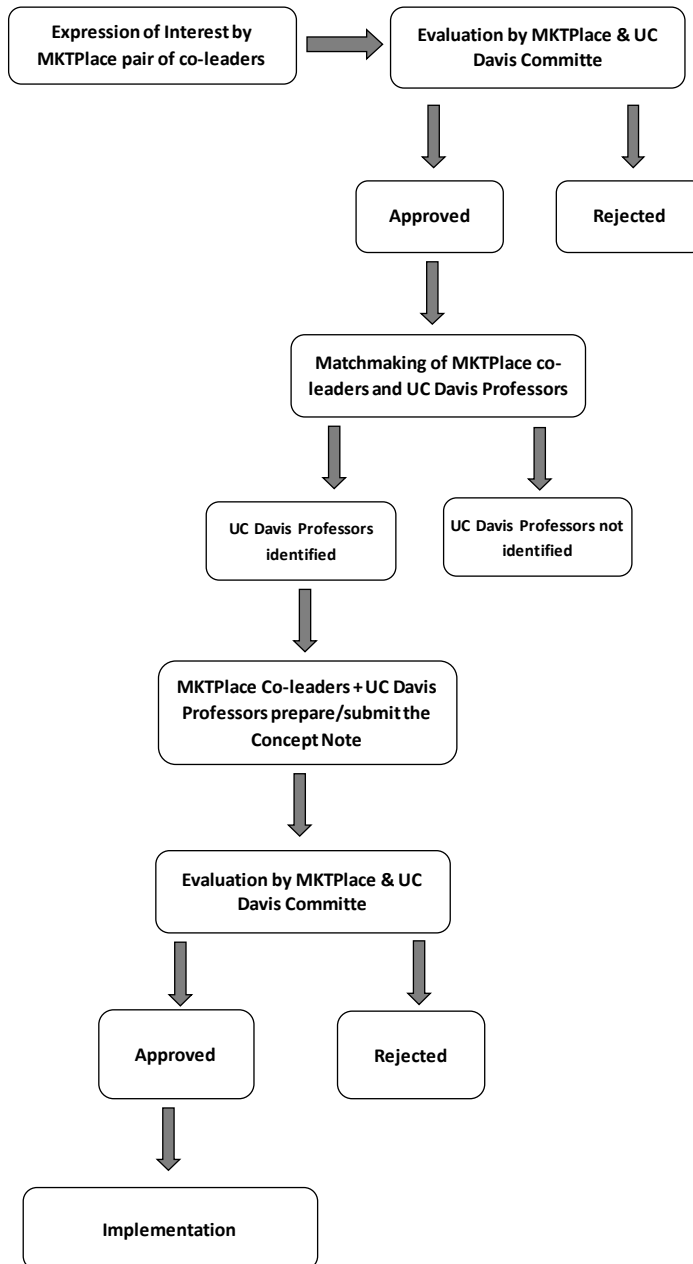 Expression of Interest by
MKTPlace pair of co-leaders
Evaluation by MKTPlace & UC
Davis Committe
Approved
Rejected
Matchmaking of MKTPlace co-
leaders and UC Davis Professors
UC Davis Professors
identified
UC Davis Professors not
identified
MKTPlace Co-leaders + UC Davis
Professors prepare/submit the
Concept Note
Evaluation by MKTPlace & UC
Davis Committe
Approved
Rejected
Implementation